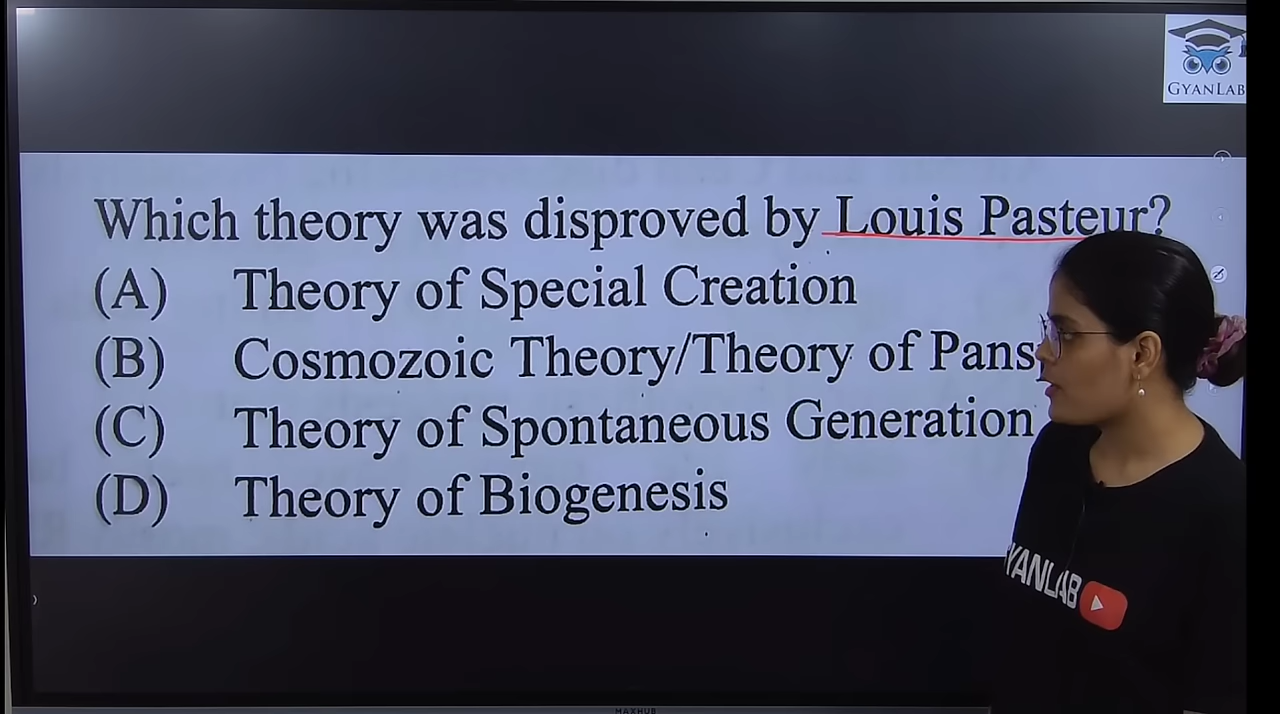 GYANLAB
Which theory was disproved by Louis Pasteur?
(A) Theory of Special Creation
(B) Cosmozoic Theory/Theory of Pans
(C) Theory of Spontaneous Generation
(D) Theory of Biogenesis
YANLAB
MAXHUB